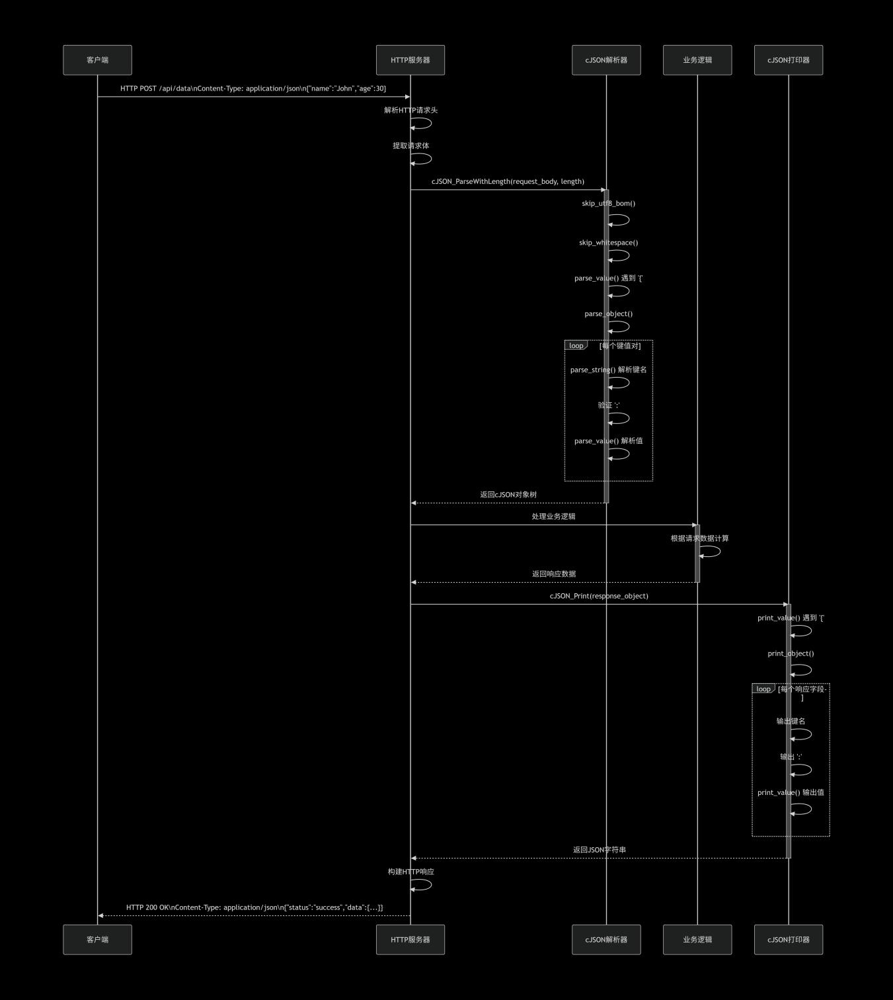 客户端
HTTP服务器
cJSON解析器
业务逻辑
cJSON打印器
HTTP POST /api/data\nContent-Type: application/json\n{"name":"John","age":30}
解析HTTP请求头
提取请求体
cJSON_ParseWithLength(request_body, length)
skip_utf8_bom()
skip_whitespace()
parse_value() 遇到 '{'
parse_object()
loop
[每个键值对]
parse_string() 解析键名
验证 ':'
parse_value() 解析值
返回cJSON对象树
处理业务逻辑
根据请求数据计算
返回响应数据
cJSON_Print(response_object)
print_value() 遇到 '{'
print_object()
loop
[每个响应字段-
]
输出键名
输出 ':'
print_value() 输出值
返回JSON字符串
构建HTTP响应
HTTP 200 OK\nContent-Type: application/json\n{"status":"success","data":{...}}
客户端
HTTP服务器
cJSON解析器
业务逻辑
cJSON打印器